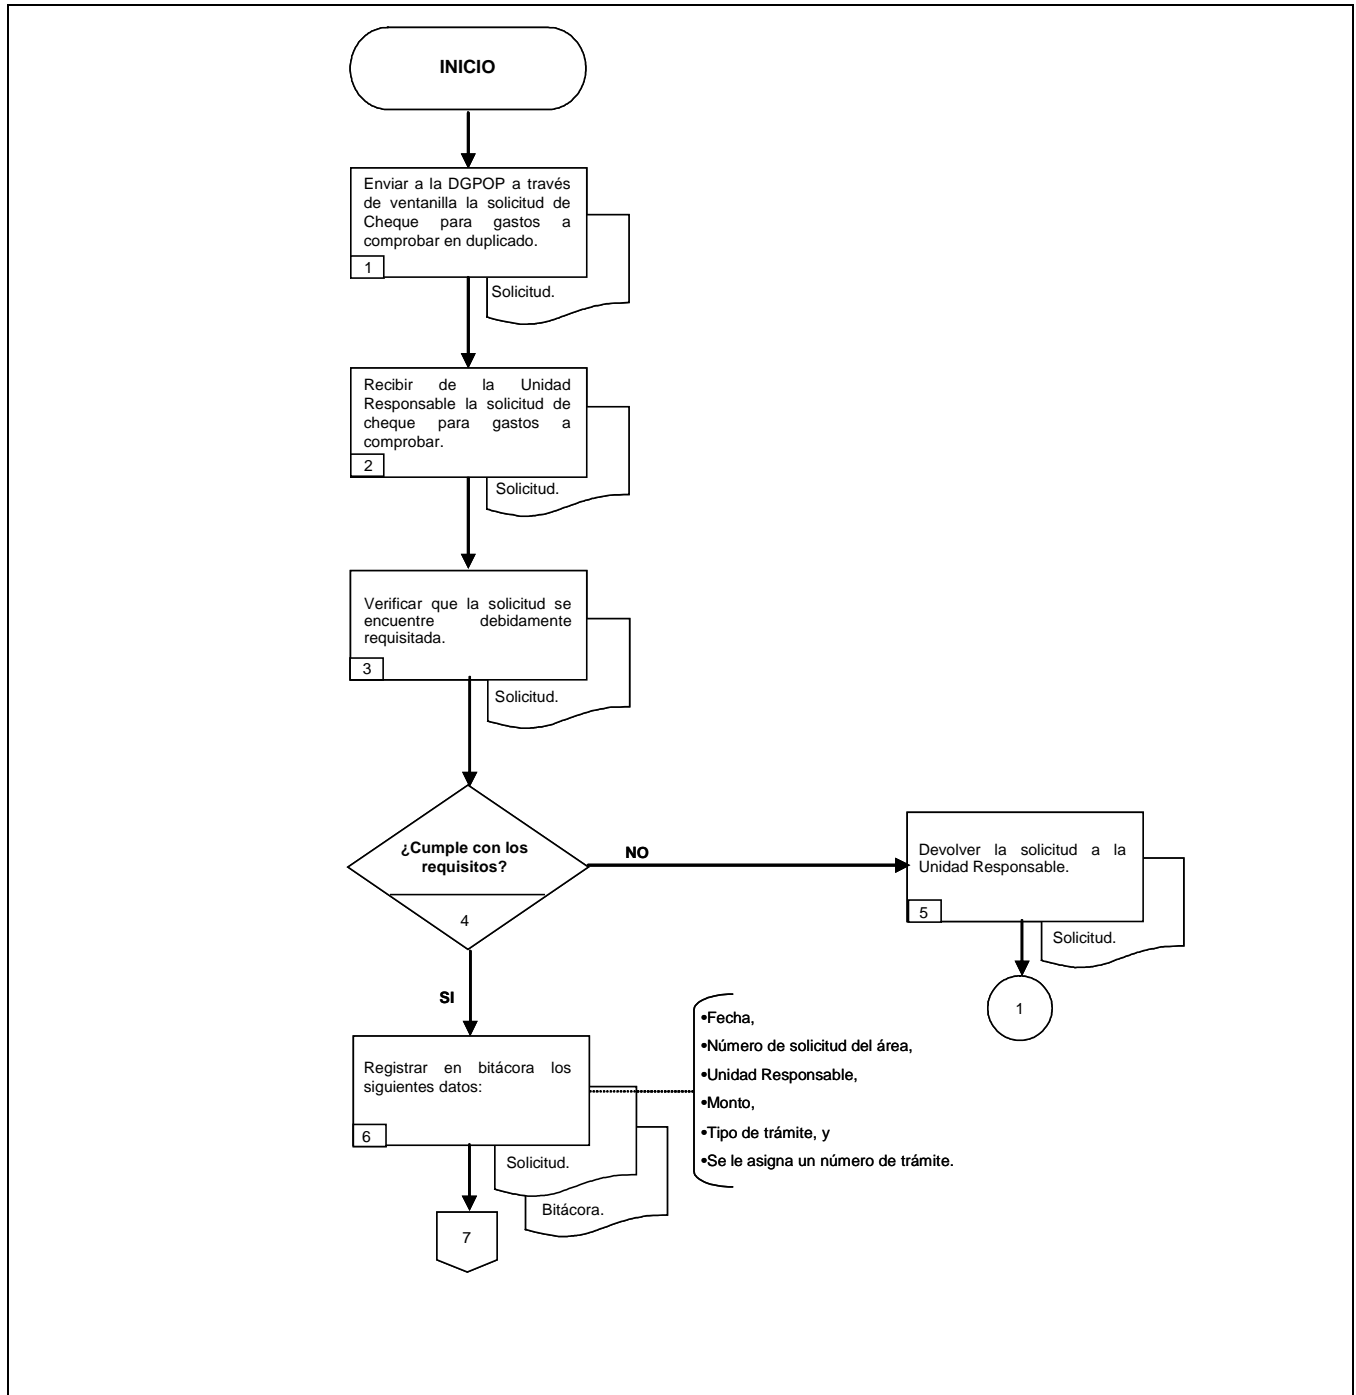 INICIO
Enviar a la DGPOP a través
de ventanilla la solicitud de
Cheque para gastos a
comprobar en duplicado.
1
Solicitud.
Recibir de la Unidad
Responsable la solicitud de
cheque para gastos a
comprobar.
2
Solicitud.
Verificar que la solicitud se
encuentre debidamente
requisitada.
3
Solicitud.
¿Cumple con los
requisitos?
4
NO
Devolver la solicitud a la
Unidad Responsable.
5
Solicitud.
1
SI
Registrar en bitácora los
siguientes datos:
6
Solicitud.
Bitácora.
•Fecha,
•Número de solicitud del área,
•Unidad Responsable,
•Monto,
•Tipo de trámite, y
•Se le asigna un número de trámite.
7